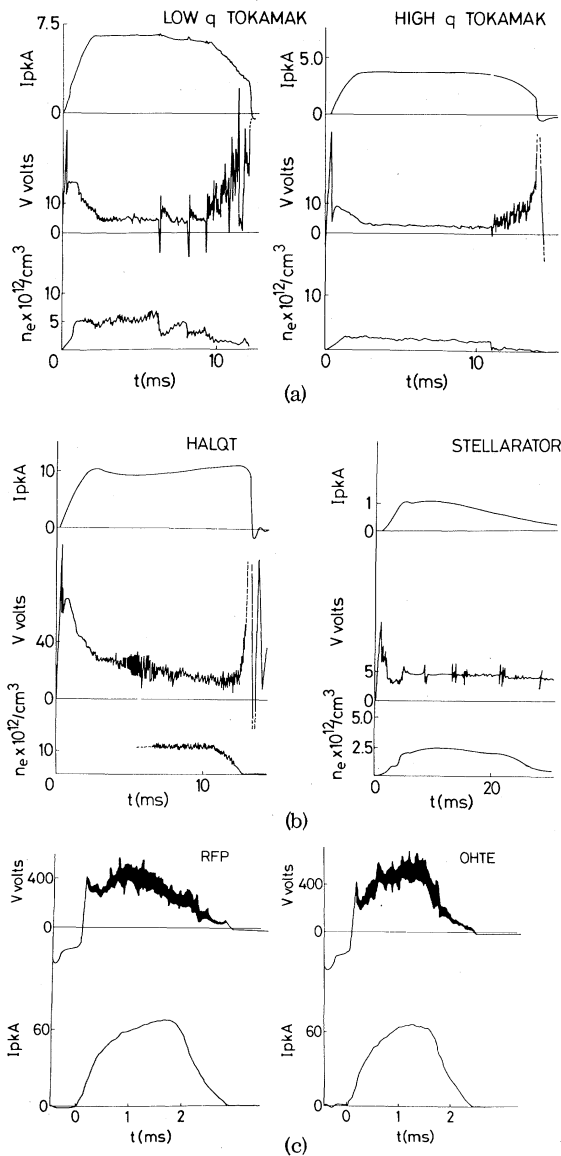 LOW q TOKAMAK
HIGH q TOKAMAK
7.5
IpkA
0
V volts
10
0
nₑ x 10¹²/cm³
10
5
0
10
t(ms)
5.0
IpkA
0
V volts
10
0
nₑ x 10¹²/cm³
10
0
10
t(ms)
(a)
HALQT
STELLARATOR
IpkA
10
0
V volts
40
0
nₑ x 10¹²/cm³
10
0
10
t(ms)
IpkA
1
0
V volts
5
0
nₑ x 10¹²/cm³
5.0
2.5
0
20
t(ms)
(b)
RFP
OHTE
V volts
400
0
IpkA
60
0
0
1
2
t(ms)
V volts
400
0
IpkA
60
0
0
1
2
t(ms)
(c)